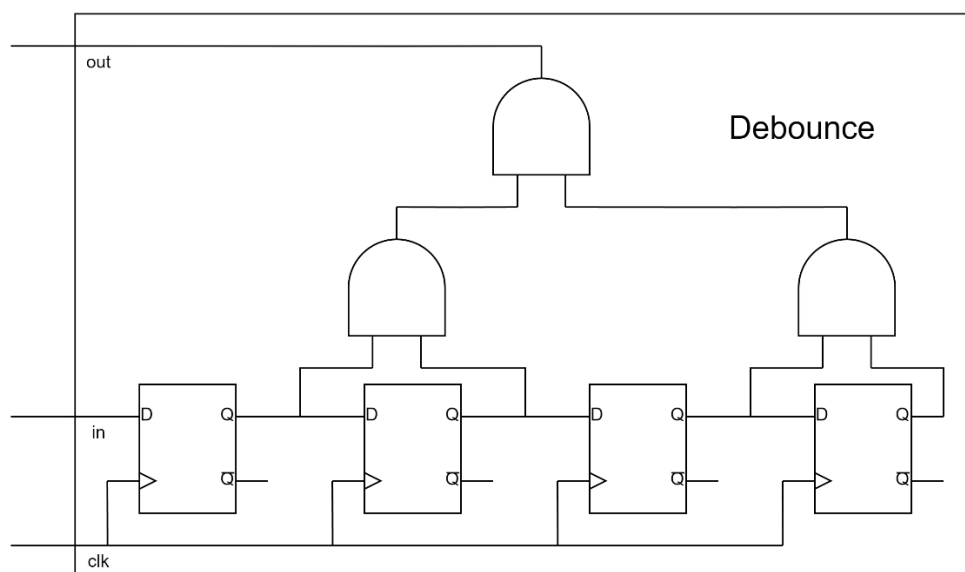 out
Debounce
D Q D Q D Q D Q
in
Q̅ Q̅ Q̅ Q̅
clk